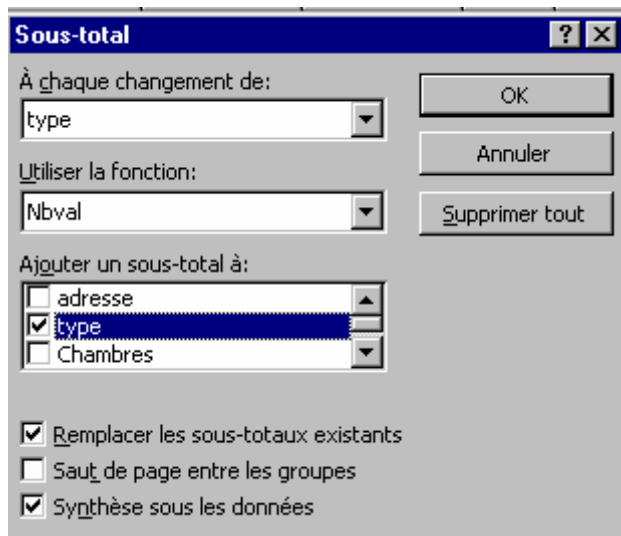 Sous-total
À chaque changement de:
type
OK
Annuler
Utiliser la fonction:
Nbval
Supprimer tout
Ajouter un sous-total à:
adresse
type
Chambres
Remplacer les sous-totaux existants
Saut de page entre les groupes
Synthèse sous les données